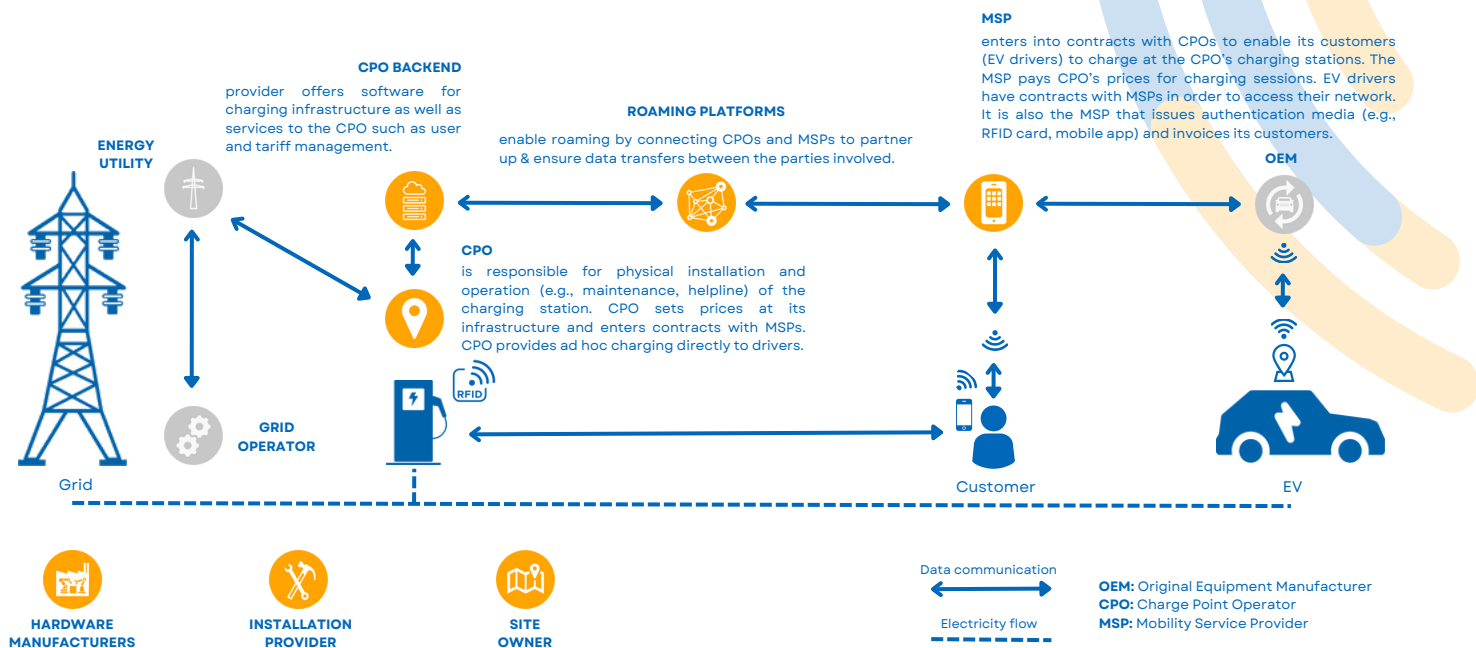 MSP
enters into contracts with CPOs to enable its customers
(EV drivers) to charge at the CPO's charging stations. The
MSP pays CPO's prices for charging sessions. EV drivers
have contracts with MSPs in order to access their network.
It is also the MSP that issues authentication media (e.g.,
RFID card, mobile app) and invoices its customers.
CPO BACKEND
provider offers software for
charging infrastructure as well as
services to the CPO such as user
and tariff management.
ROAMING PLATFORMS
enable roaming by connecting CPOs and MSPs to partner
up & ensure data transfers between the parties involved.
ENERGY
UTILITY
OEM
CPO
is responsible for physical installation and
operation (e.g., maintenance, helpline) of the
charging station. CPO sets prices at its
infrastructure and enters contracts with MSPs.
CPO provides ad hoc charging directly to drivers.
RFID
GRID
OPERATOR
Grid
Customer
EV
HARDWARE
MANUFACTURERS
INSTALLATION
PROVIDER
SITE
OWNER
Data communication
Electricity flow
OEM: Original Equipment Manufacturer
CPO: Charge Point Operator
MSP: Mobility Service Provider